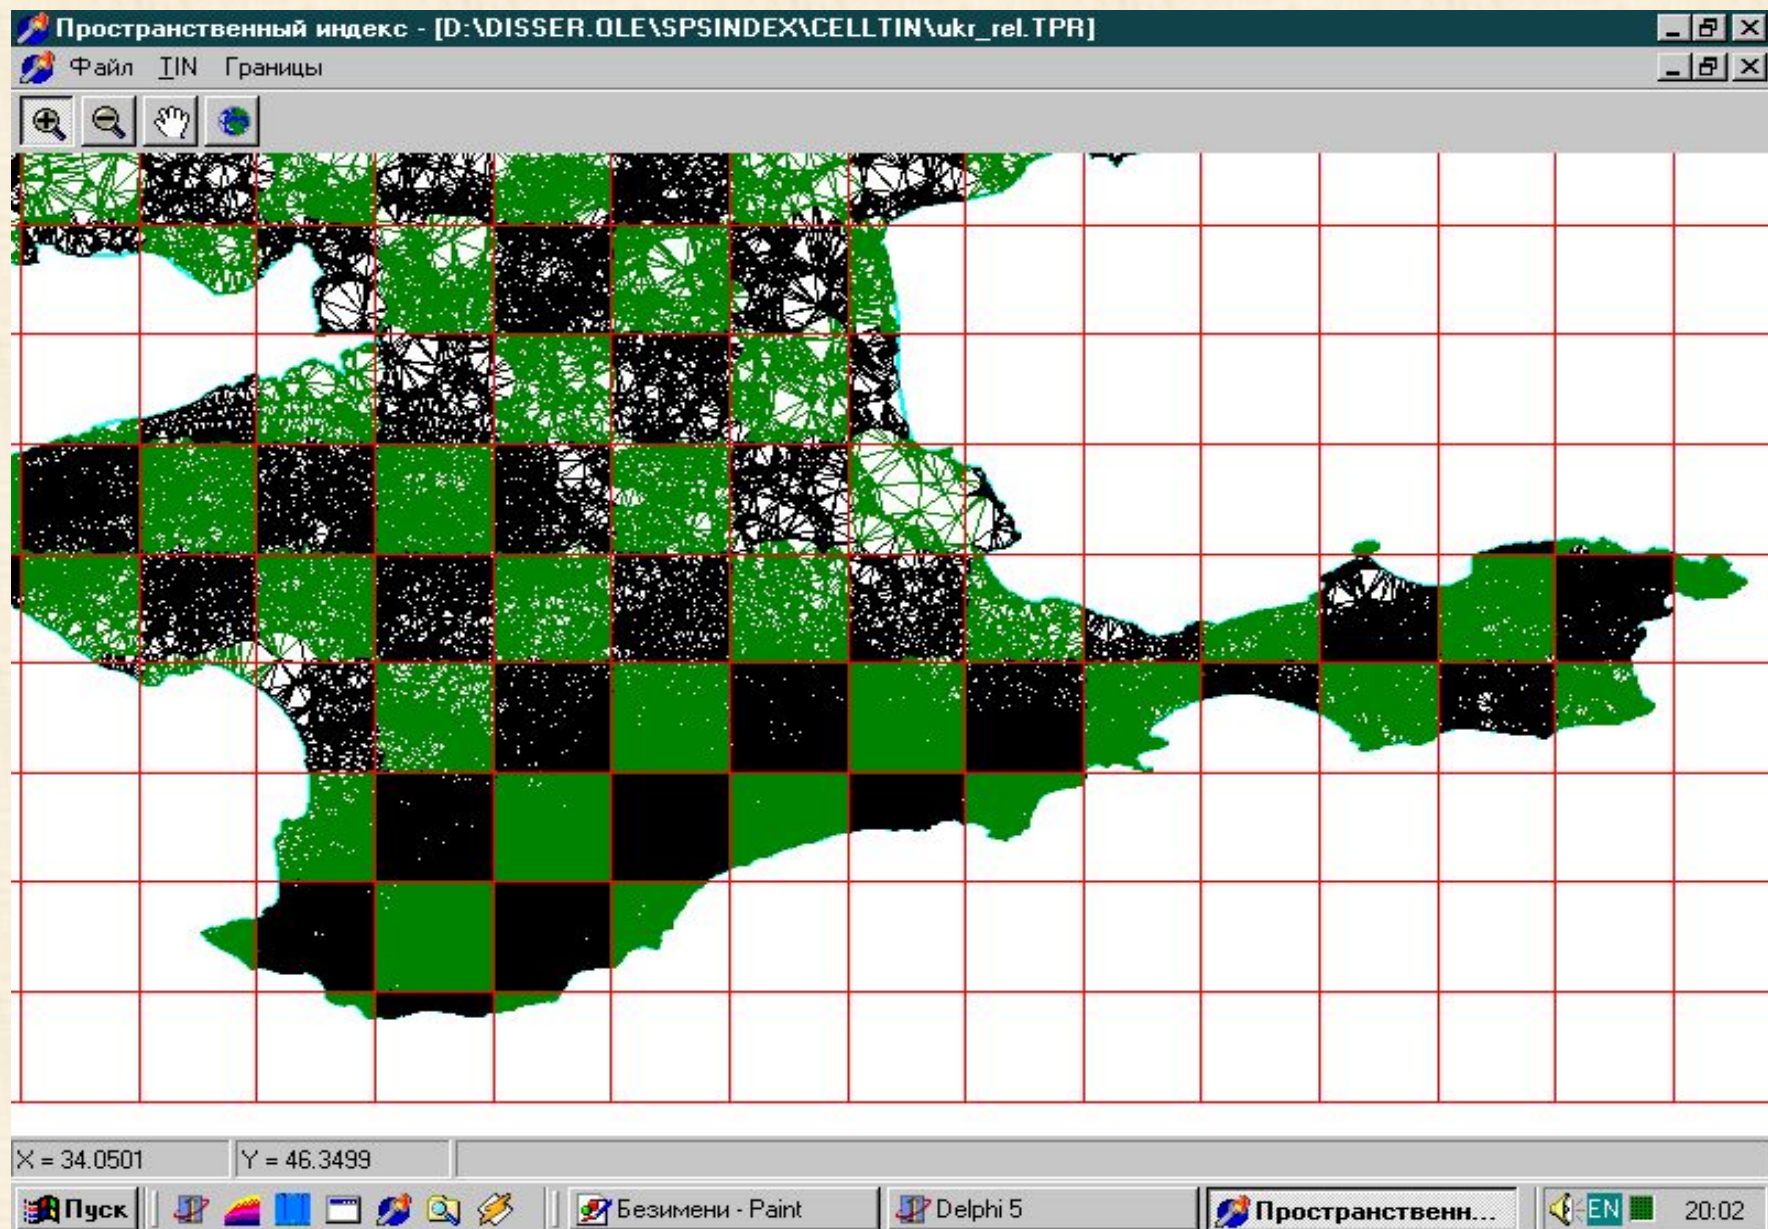 Пространственный индекс - [D:\DISSER.OLE\SPSINDEX\CELLTIN\ukr_rel.TPR]
Файл TIN Границы
X = 34.0501 Y = 46.3499
Пуск Безимени - Paint Delphi 5 Пространственн... EN 20:02